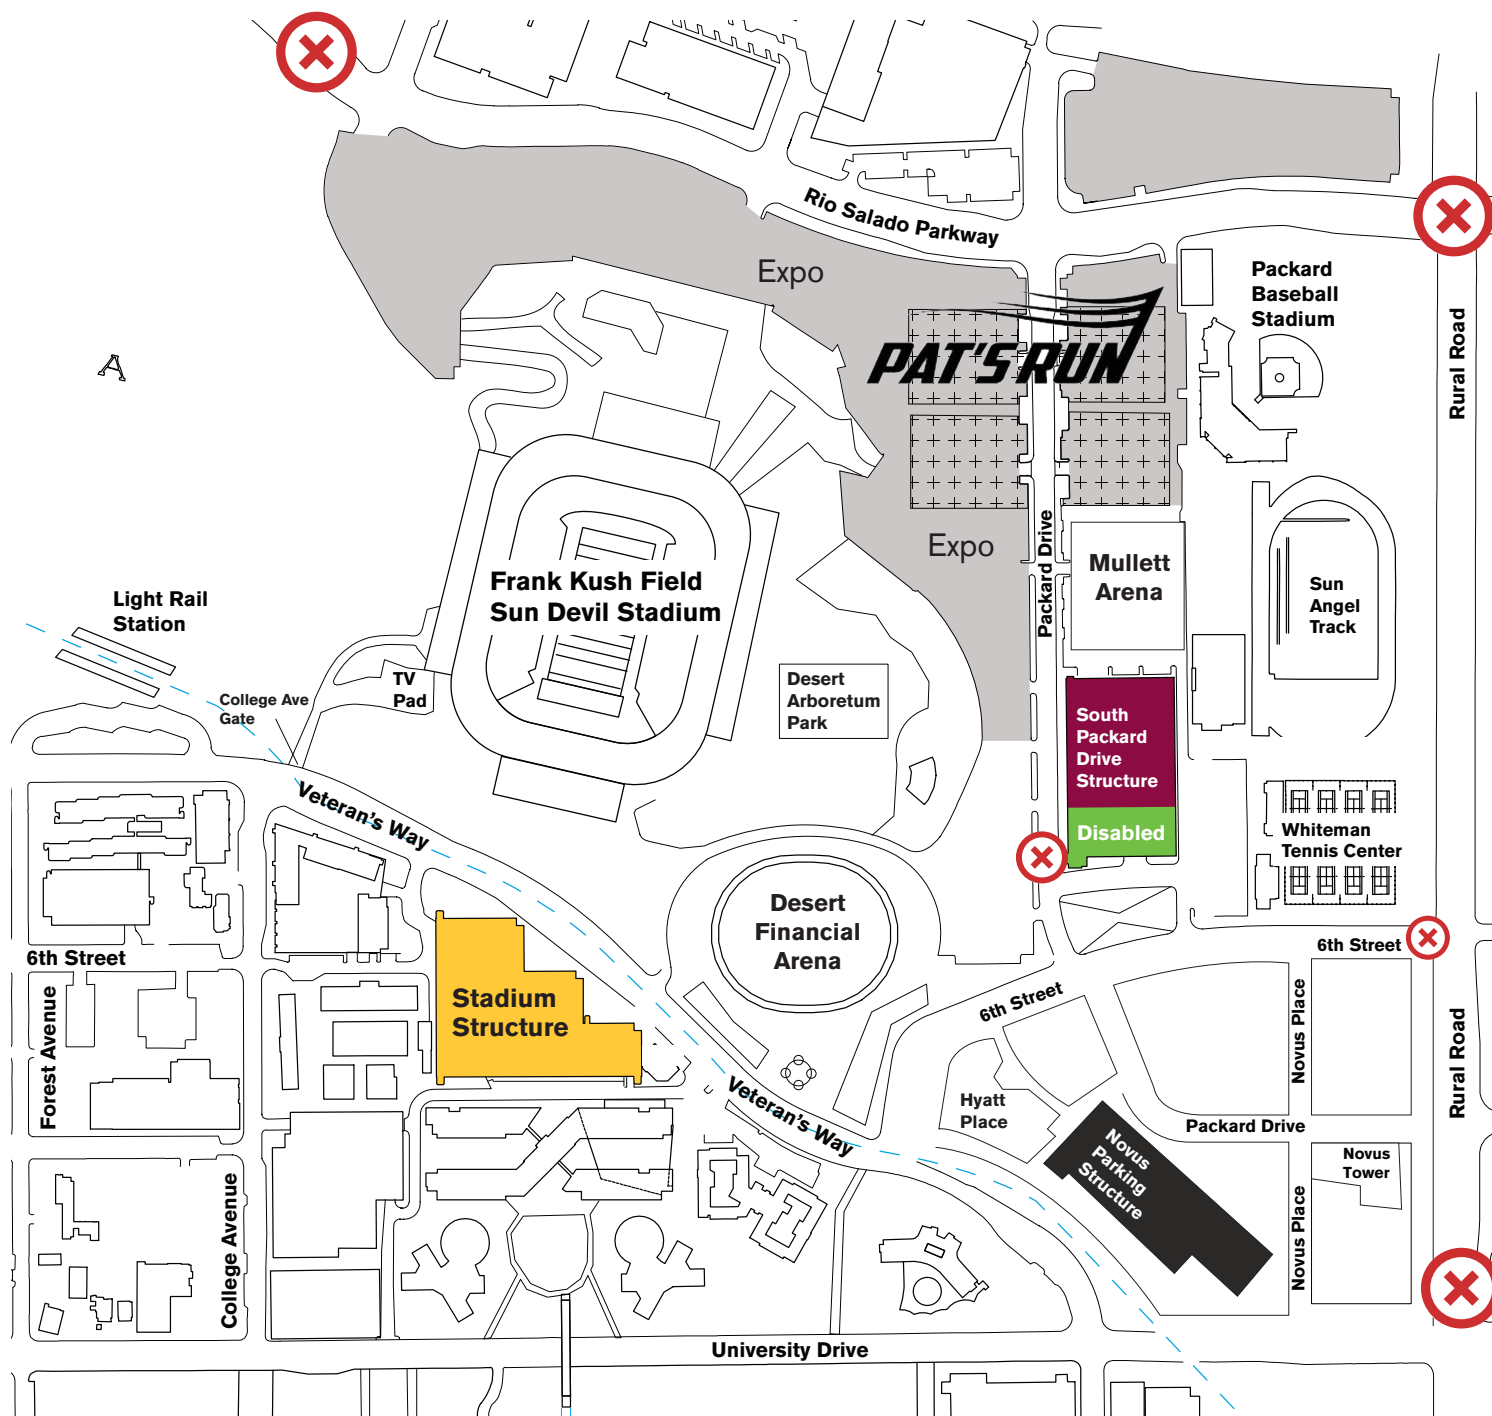 Rio Salado Parkway
Expo
PAT'S RUN
Packard
Baseball
Stadium
Rural Road
A
Expo
Packard Drive
Mullett
Arena
Sun
Angel
Track
Frank Kush Field
Sun Devil Stadium
Light Rail
Station
College Ave
Gate
TV
Pad
Desert
Arboretum
Park
South
Packard
Drive
Structure
Disabled
Veteran's Way
Whiteman
Tennis Center
Desert
Financial
Arena
6th Street
6th Street
Stadium
Structure
6th Street
Forest Avenue
Novus Place
Rural Road
Veteran's Way
Hyatt
Place
Packard Drive
Novus
Parking
Structure
Novus
Tower
College Avenue
Novus Place
University Drive